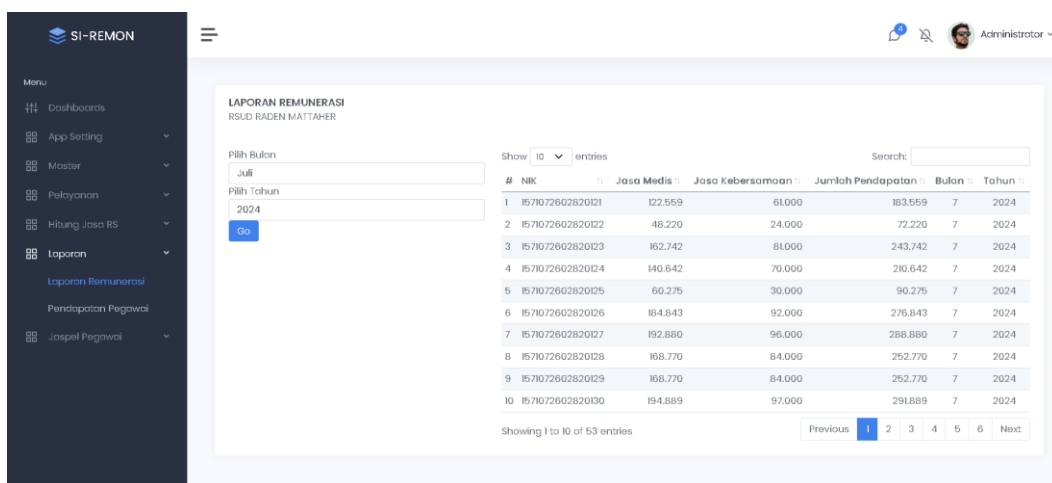 SI-REMON
4
Administrator
Menu
Dashboards
App Setting
Master
Pelayanan
Hitung Jasa RS
Laporan
Laporan Remunerasi
Pendapatan Pegawai
Jaspel Pegawai
LAPORAN REMUNERASI
RSUD RADEN MATTAHER
Pilih Bulan
Juli
Pilih Tahun
2024
Go
Show 10 entries Search:
# NIK Jasa Medis Jasa Kebersamaan Jumlah Pendapatan Bulan Tahun
1 1571072602820121 122.559 61.000 183.559 7 2024
2 1571072602820122 48.220 24.000 72.220 7 2024
3 1571072602820123 162.742 81.000 243.742 7 2024
4 1571072602820124 140.642 70.000 210.642 7 2024
5 1571072602820125 60.275 30.000 90.275 7 2024
6 1571072602820126 184.843 92.000 276.843 7 2024
7 1571072602820127 192.880 96.000 288.880 7 2024
8 1571072602820128 168.770 84.000 252.770 7 2024
9 1571072602820129 168.770 84.000 252.770 7 2024
10 1571072602820130 194.889 97.000 291.889 7 2024
Showing 1 to 10 of 53 entries Previous 1 2 3 4 5 6 Next